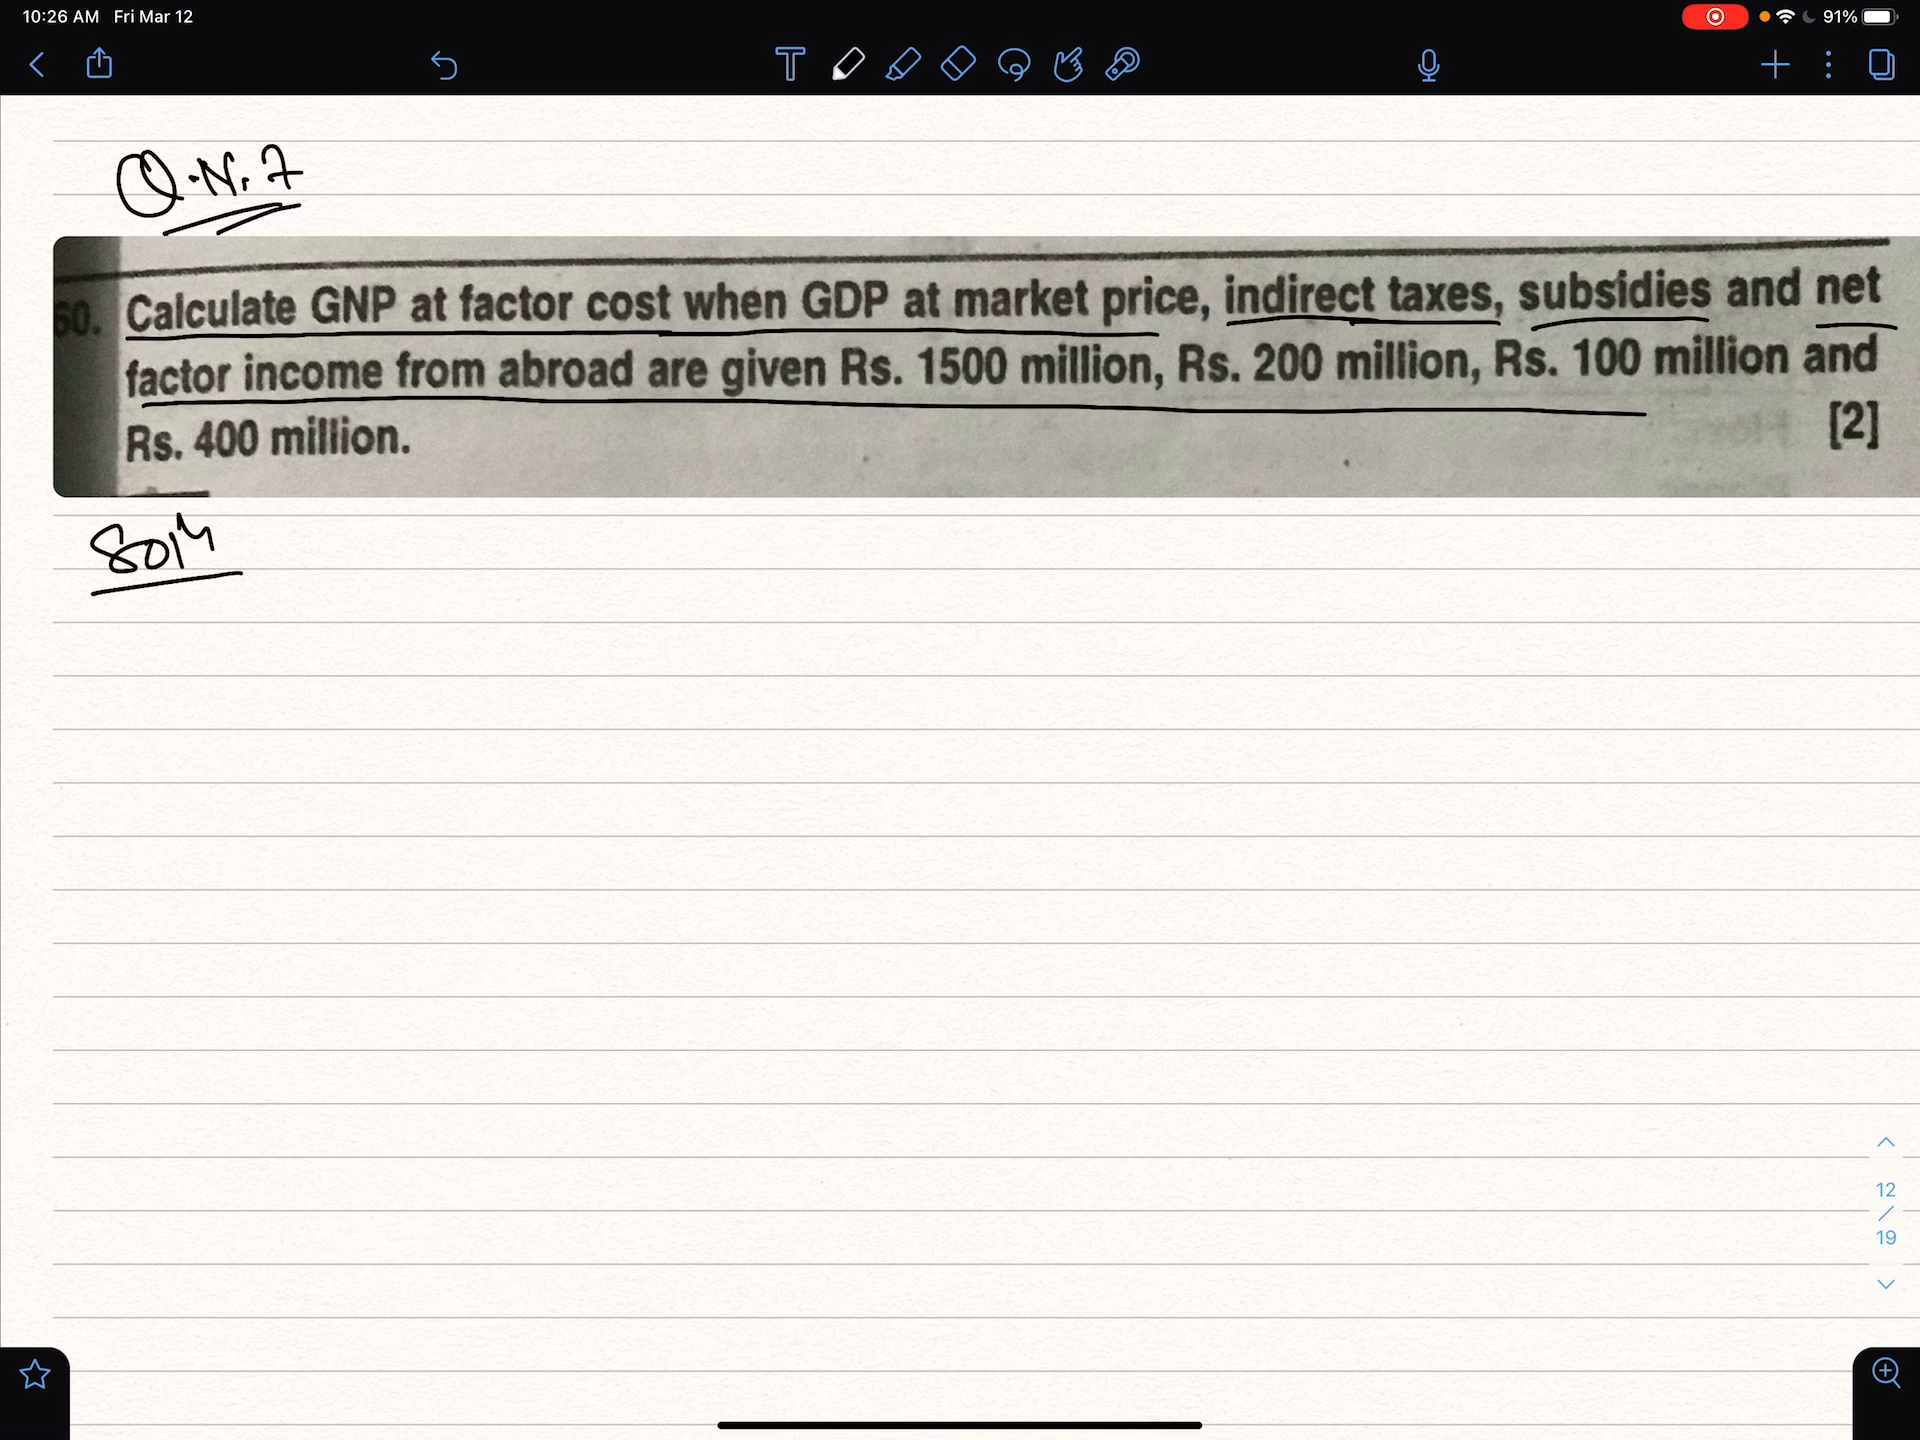 10:26 AM Fri Mar 12
91%
Q.N.7
60. Calculate GNP at factor cost when GDP at market price, indirect taxes, subsidies and net
factor income from abroad are given Rs. 1500 million, Rs. 200 million, Rs. 100 million and
Rs. 400 million. [2]
Soln
12
/
19